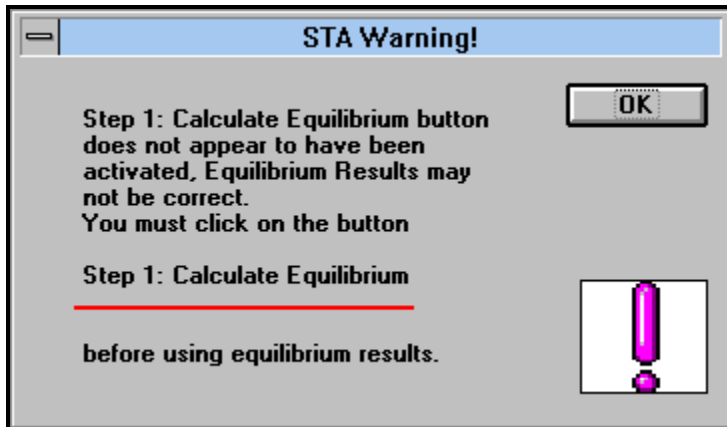 STA Warning!
OK
Step 1: Calculate Equilibrium button
does not appear to have been
activated, Equilibrium Results may
not be correct.
You must click on the button
Step 1: Calculate Equilibrium
before using equilibrium results.